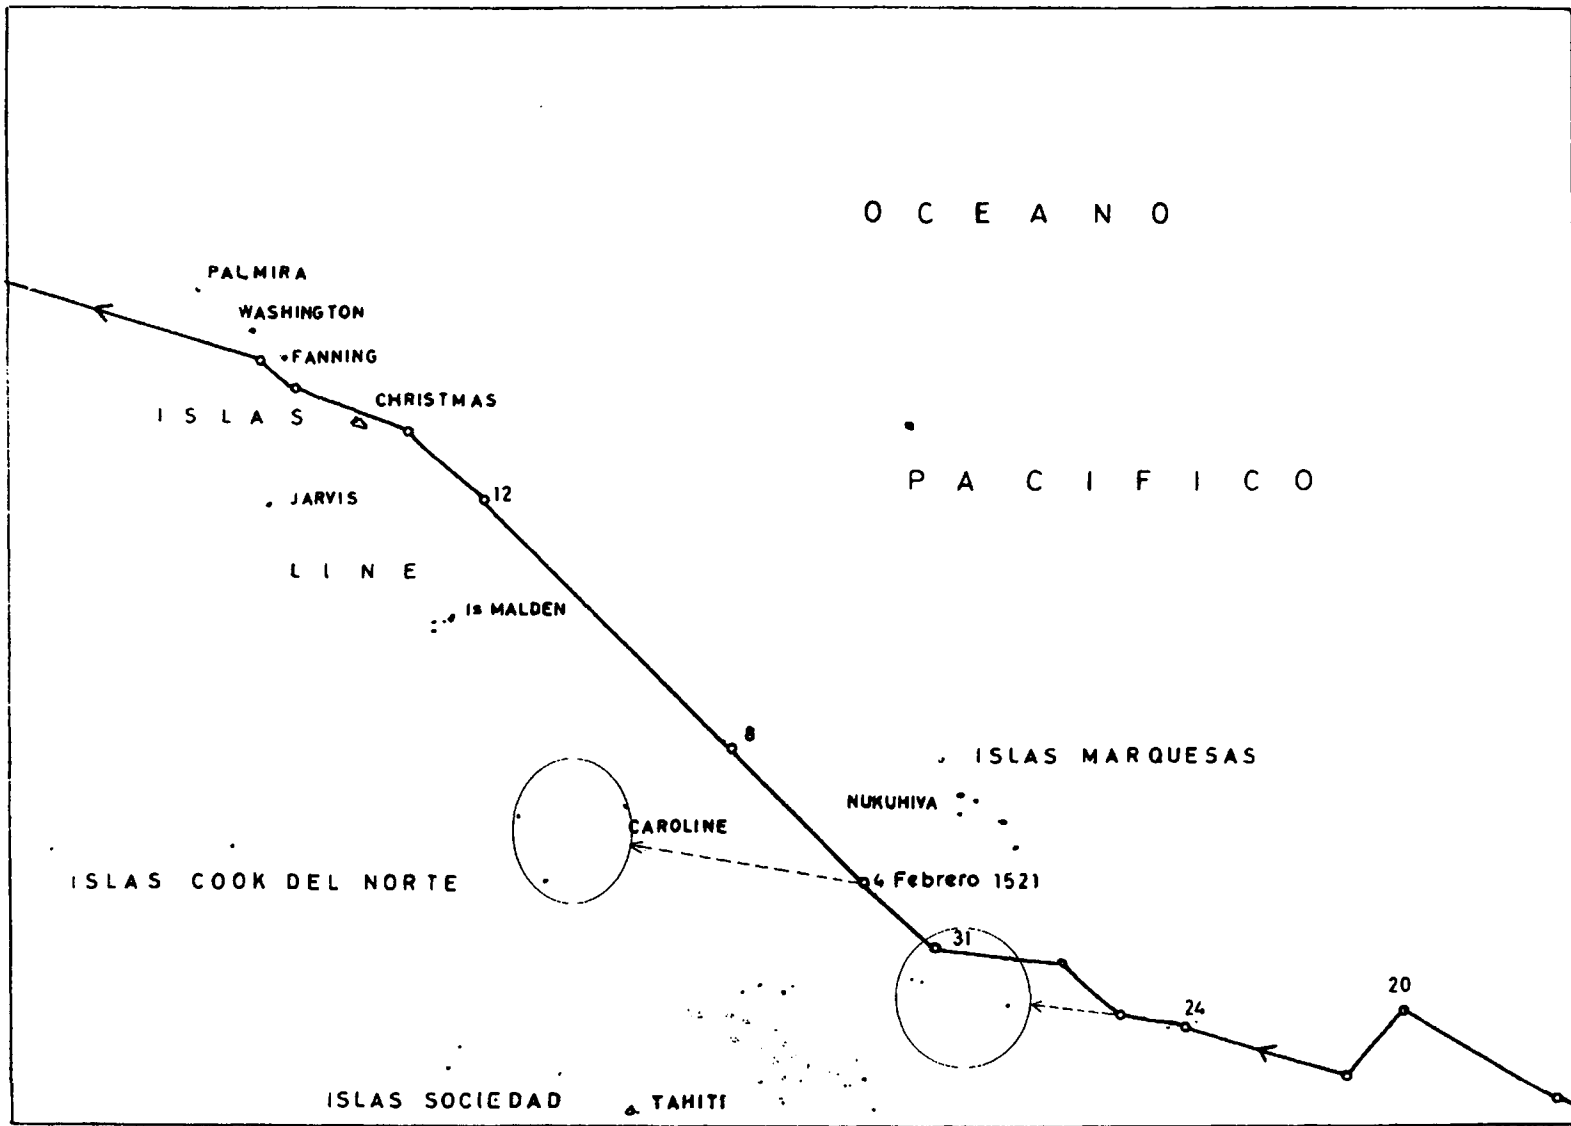 O C E A N O
PALMIRA
WASHINGTON
FANNING
CHRISTMAS
I S L A S
P A C I F I C O
12
JARVIS
L I N E
Is MALDEN
8
ISLAS MARQUESAS
NUKUHIVA
CAROLINE
ISLAS COOK DEL NORTE
4 Febrero 1521
31
20
24
ISLAS SOCIEDAD
TAHITI